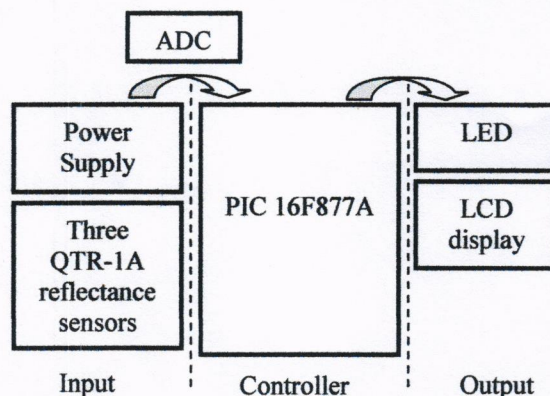 ADC
Power
Supply
Three
QTR-1A
reflectance
sensors
PIC 16F877A
LED
LCD
display
Input
Controller
Output